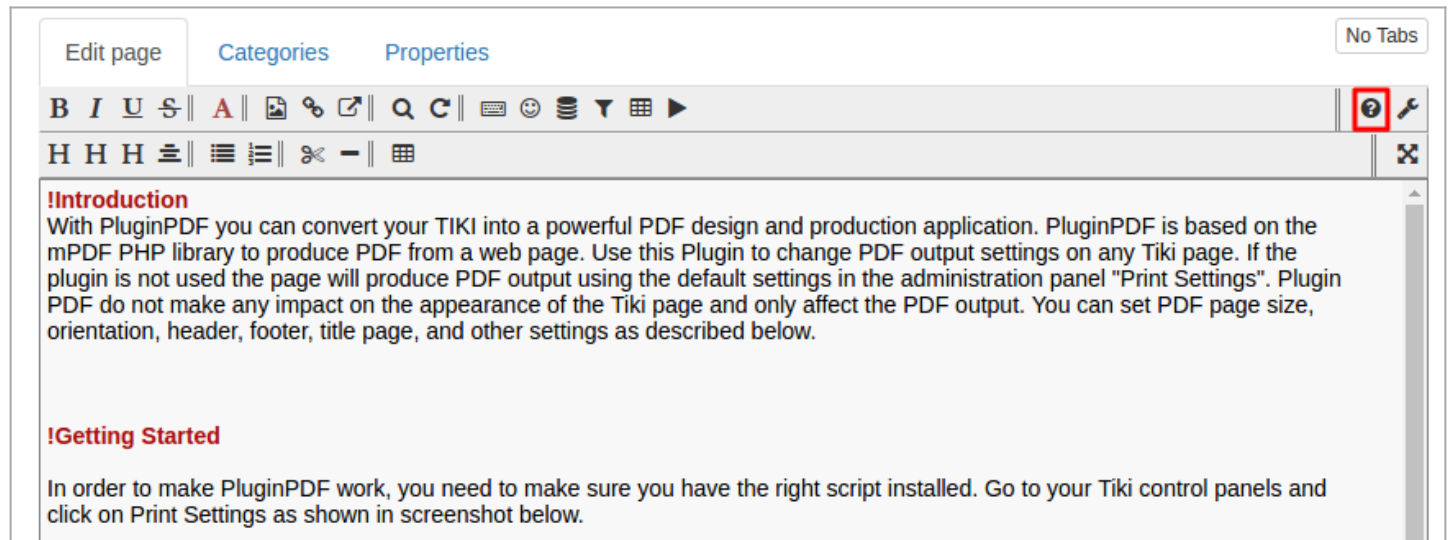 Edit page Categories Properties No Tabs
B I U S A
H H H
!Introduction
With PluginPDF you can convert your TIKI into a powerful PDF design and production application. PluginPDF is based on the
mPDF PHP library to produce PDF from a web page. Use this Plugin to change PDF output settings on any Tiki page. If the
plugin is not used the page will produce PDF output using the default settings in the administration panel "Print Settings". Plugin
PDF do not make any impact on the appearance of the Tiki page and only affect the PDF output. You can set PDF page size,
orientation, header, footer, title page, and other settings as described below.
!Getting Started
In order to make PluginPDF work, you need to make sure you have the right script installed. Go to your Tiki control panels and
click on Print Settings as shown in screenshot below.